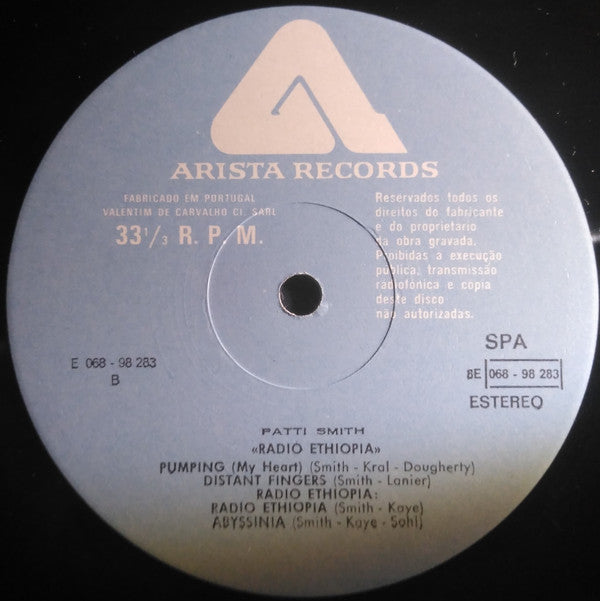 ARISTA RECORDS
FABRICADO EM PORTUGAL
VALENTIM DE CARVALHO CI. SARL
33 1/3 R. P. M.
Reservados todos os
direitos do fabricante
e do proprietário
da obra gravada.
Proibidas a execução
pública, transmissão
radiofónica e copia
deste disco
não autorizadas.
E 068 - 98 283
B
SPA
BE 068 - 98 283
ESTEREO
PATTI SMITH
«RADIO ETHIOPIA»
PUMPING (My Heart) (Smith - Kral - Dougherty)
DISTANT FINGERS (Smith - Lanier)
RADIO ETHIOPIA:
RADIO ETHIOPIA (Smith - Kaye)
ABYSSINIA (Smith - Kaye - Sohl)